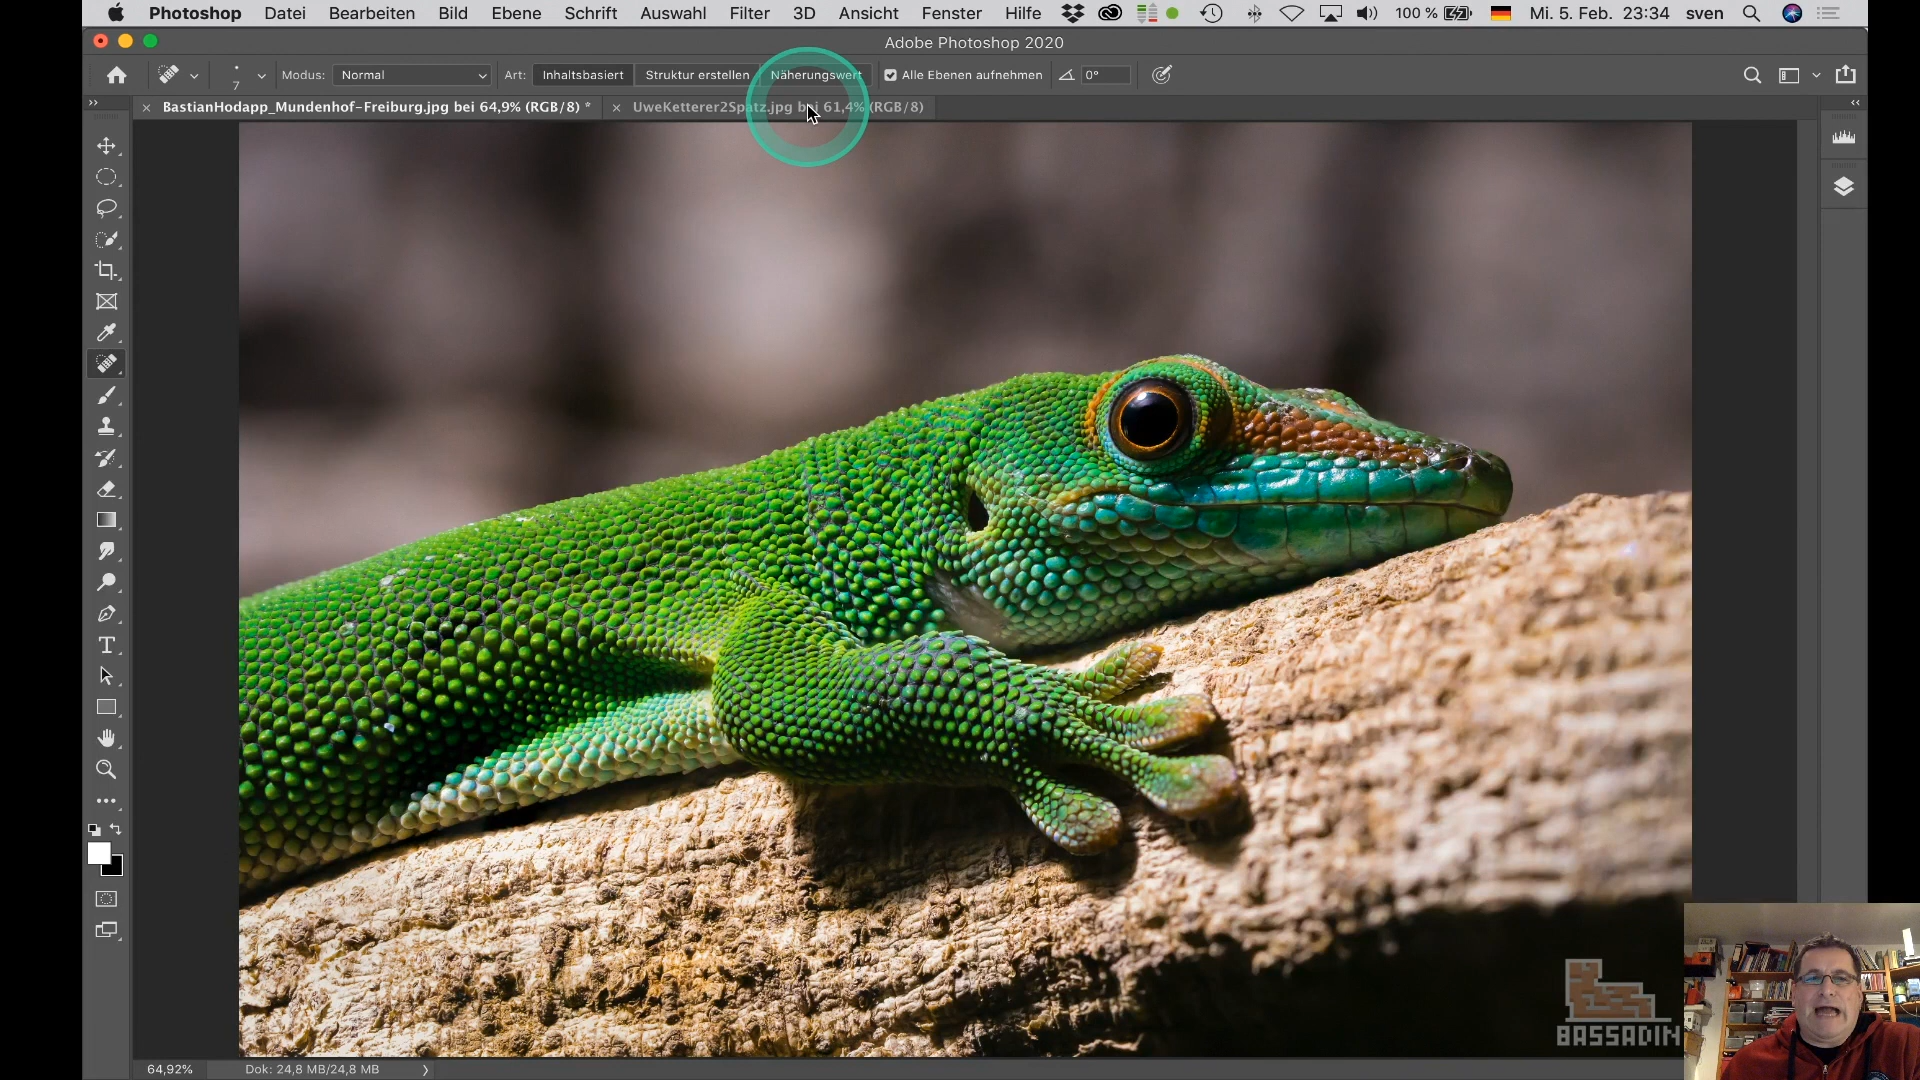 Photoshop Datei Bearbeiten Bild Ebene Schrift Auswahl Filter 3D Ansicht Fenster Hilfe 100 % Mi. 5. Feb. 23:34 sven
Adobe Photoshop 2020
7 Modus: Normal Art: Inhaltsbasiert Struktur erstellen Näherungswert Alle Ebenen aufnehmen 0°
BastianHodapp_Mundenhof-Freiburg.jpg bei 64,9% (RGB/8) * UweKetterer2Spatz.jpg bei 61,4% (RGB/8)
BASSADIN
64,92% Dok: 24,8 MB/24,8 MB